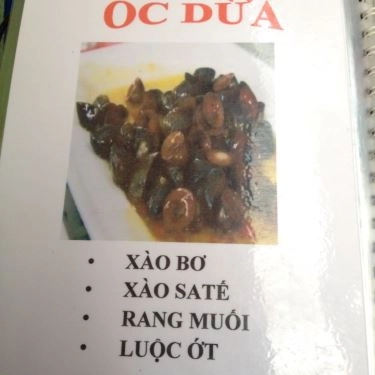 ỐC DỪA
• XÀO BƠ
• XÀO SATẾ
• RANG MUỐI
• LUỘC ỚT